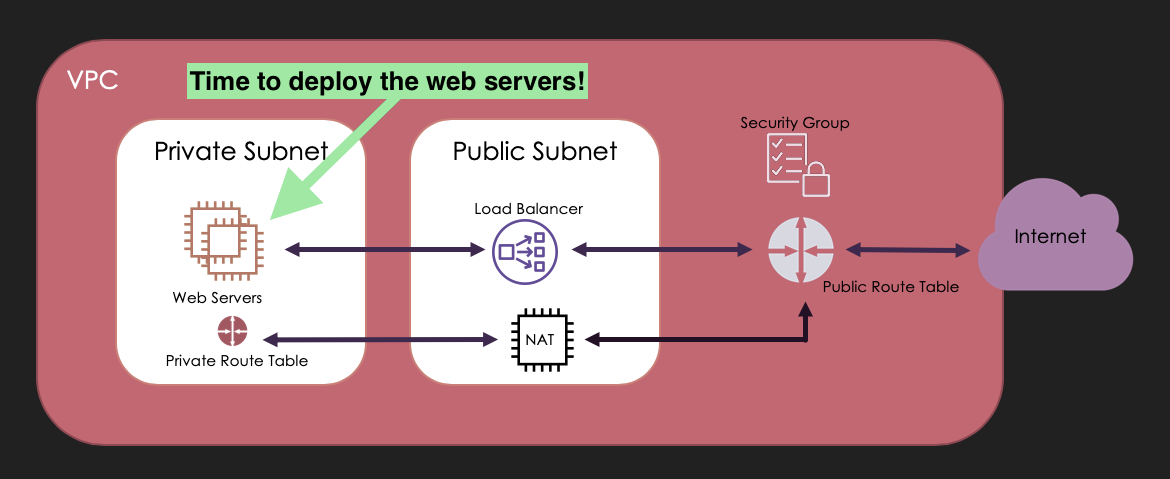 VPC
Time to deploy the web servers!
Private Subnet
Web Servers
Private Route Table
Public Subnet
Load Balancer
NAT
Security Group
Public Route Table
Internet